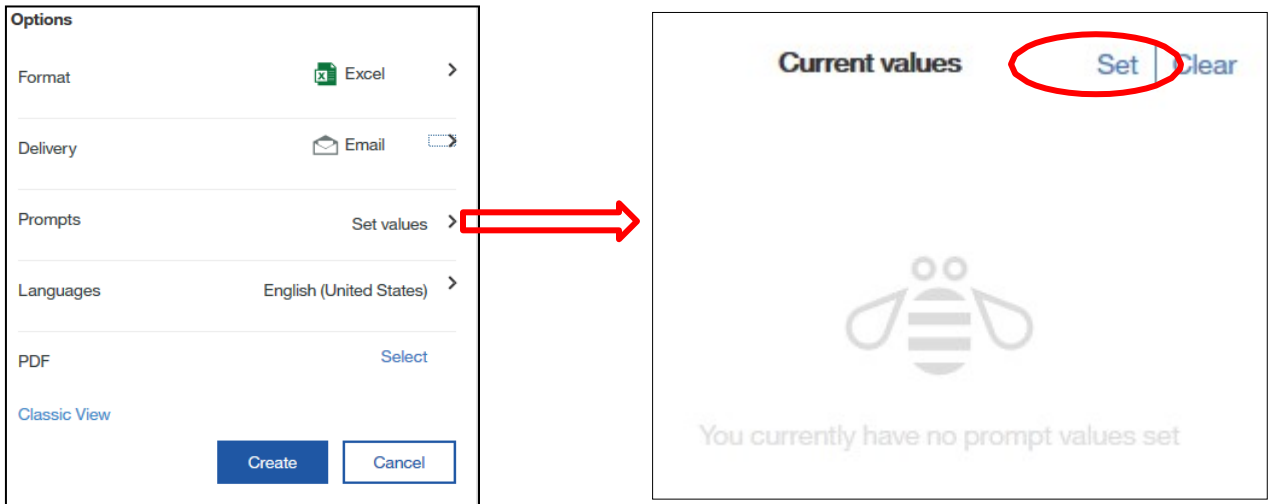 Options
Format Excel
Delivery Email
Prompts Set values
Languages English (United States)
PDF Select
Classic View
Create Cancel
Current values Set Clear
You currently have no prompt values set